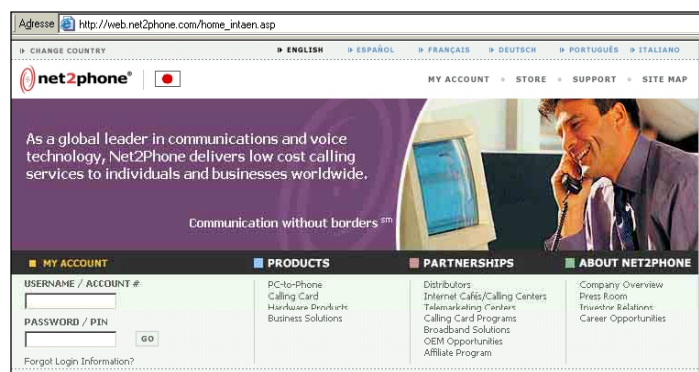 Adresse http://web.net2phone.com/home_intaen.asp
CHANGE COUNTRY ENGLISH ESPAÑOL FRANÇAIS DEUTSCH PORTUGUÊS ITALIANO
net2phone® MY ACCOUNT STORE SUPPORT SITE MAP
As a global leader in communications and voice
technology, Net2Phone delivers low cost calling
services to individuals and businesses worldwide.
Communication without borders sm
MY ACCOUNT PRODUCTS PARTNERSHIPS ABOUT NET2PHONE
USERNAME / ACCOUNT #
PASSWORD / PIN
GO
Forgot Login Information?
PC-to-Phone
Calling Card
Hardware Products
Business Solutions
Distributors
Internet Cafés/Calling Centers
Telemarketing Centers
Calling Card Programs
Broadband Solutions
OEM Opportunities
Affiliate Program
Company Overview
Press Room
Investor Relations
Career Opportunities